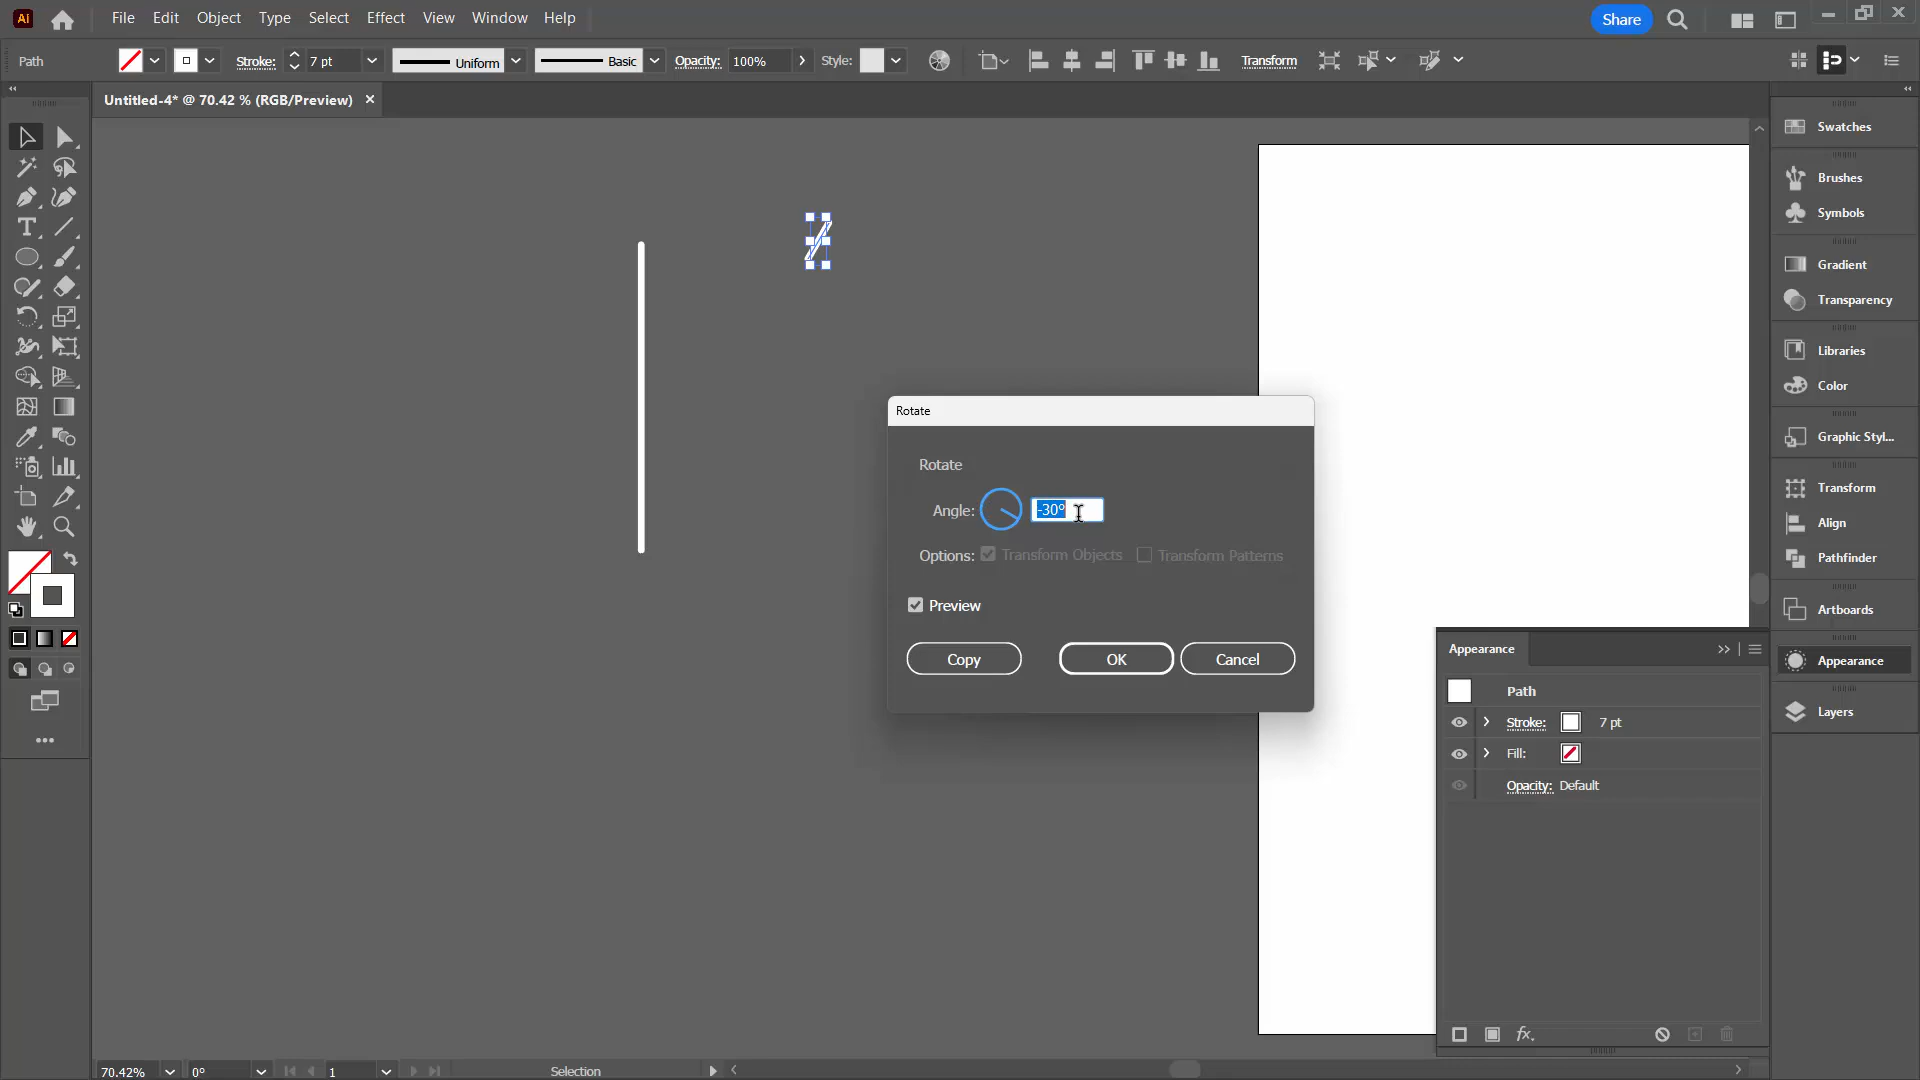 Ai File Edit Object Type Select Effect View Window Help Share
Path Stroke: 7 pt Uniform Basic Opacity: 100% Style: Transform
Untitled-4* @ 70.42 % (RGB/Preview) ×
Swatches
Brushes
Symbols
Gradient
Transparency
Libraries
Color
Graphic Styl...
Transform
Align
Pathfinder
Artboards
Appearance
Layers
Rotate
Rotate
Angle: -30°
Options: Transform Objects Transform Patterns
Preview
Copy OK Cancel
Appearance
Path
Stroke: 7 pt
Fill:
Opacity: Default
fx.
70.42% 0° 1 Selection